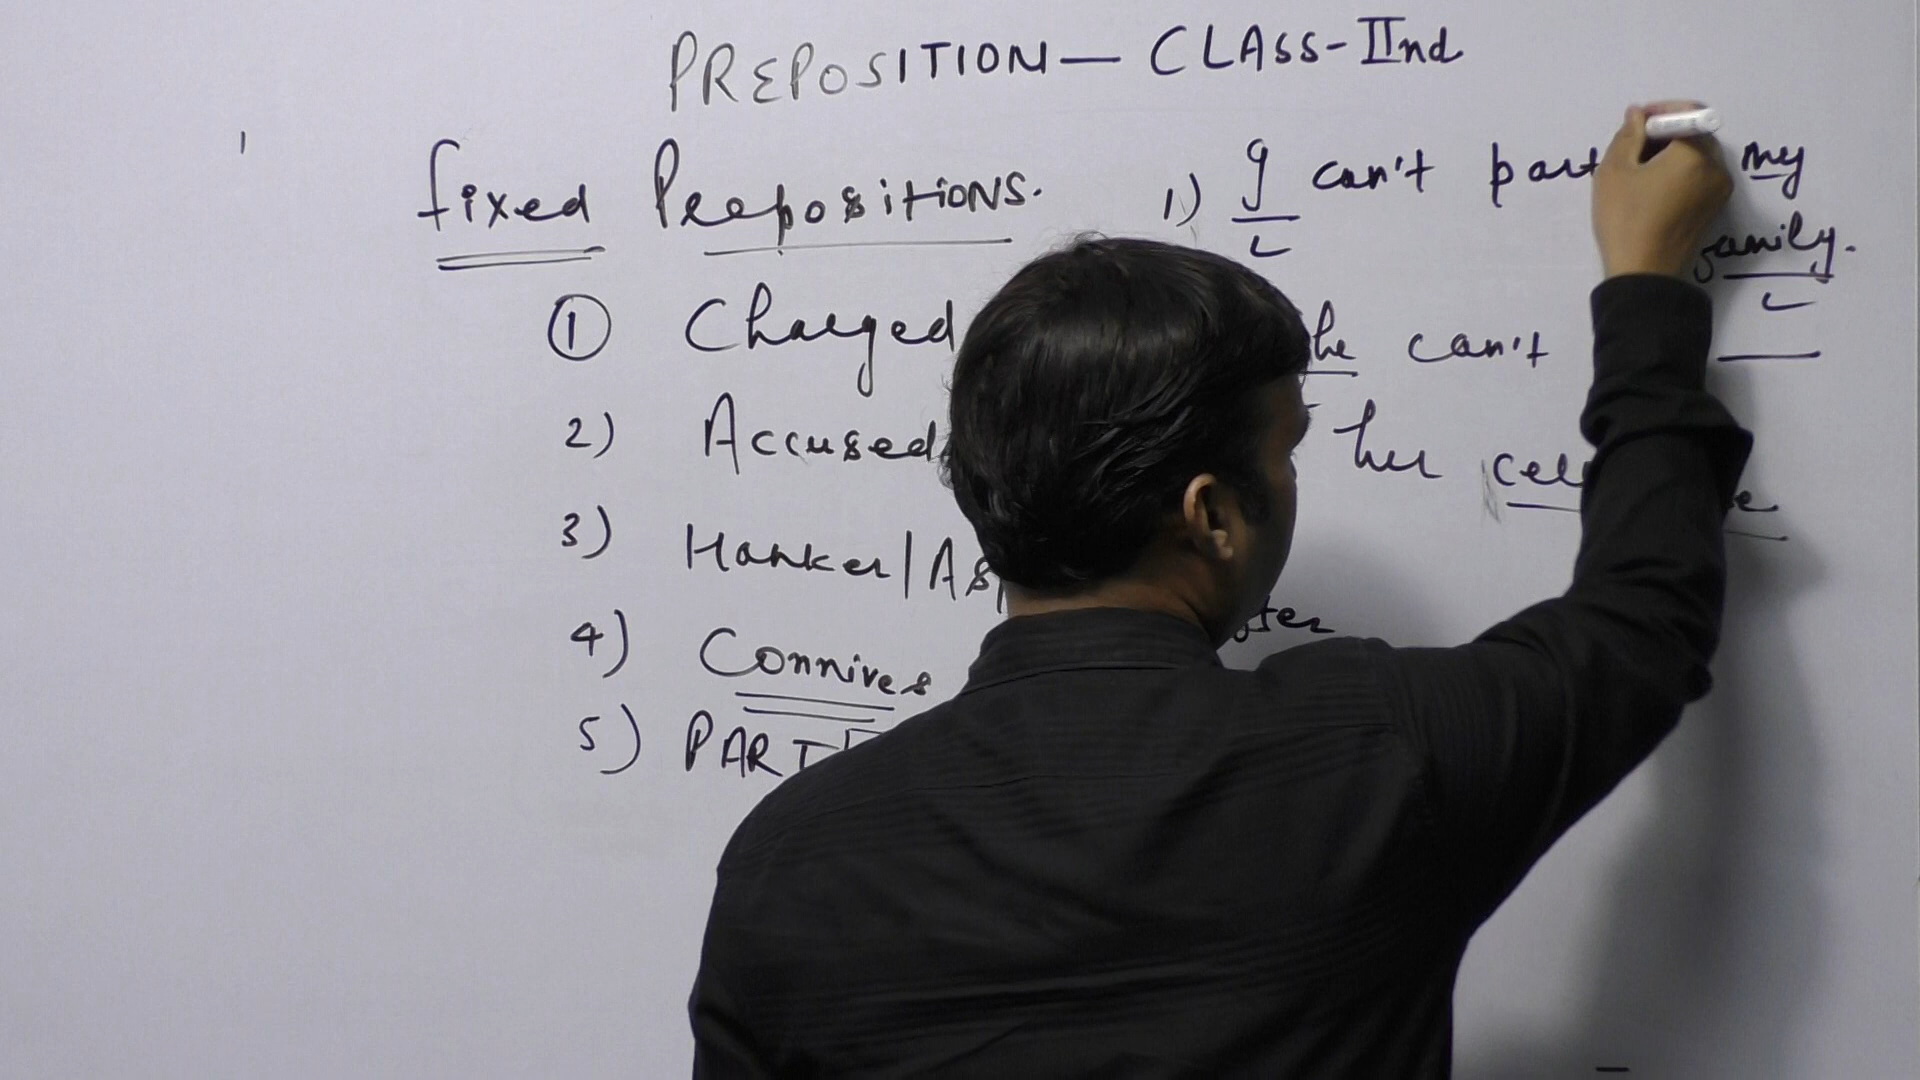 PREPOSITION — CLASS-IInd
fixed Prepositions.
① Charged
2) Accused
3) Hanker/As
4) Connives
5) PART
1) I can't part my
family.
he can't
her